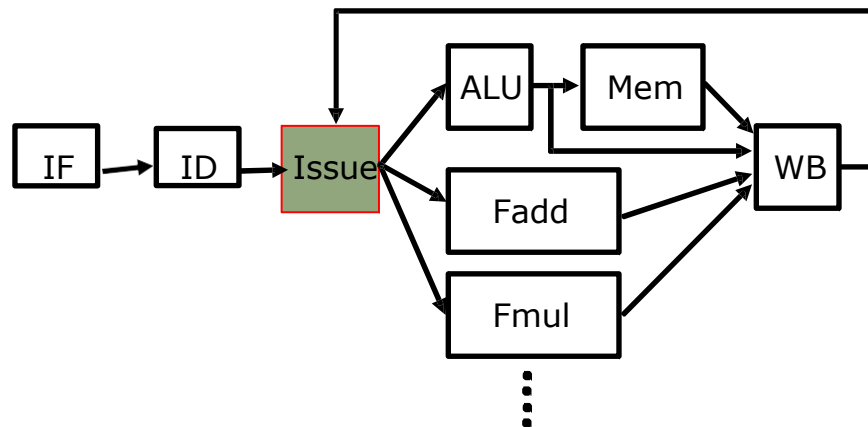 IF
ID
Issue
ALU
Mem
Fadd
Fmul
WB